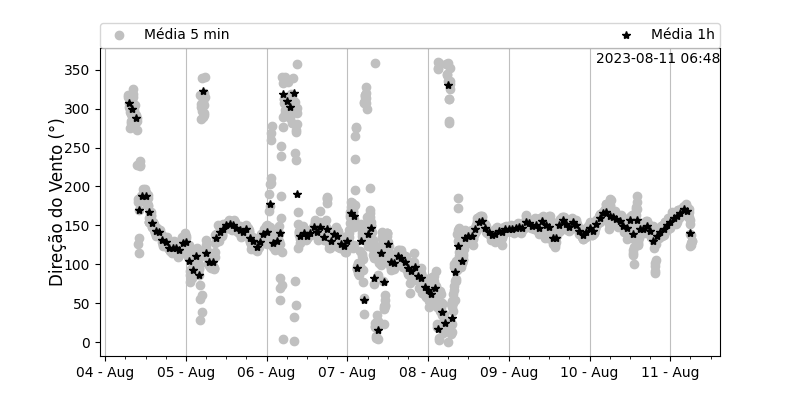 Média 5 min
Média 1h
2023-08-11 06:48
Direção do Vento (°)
350
300
250
200
150
100
50
0
04 - Aug
05 - Aug
06 - Aug
07 - Aug
08 - Aug
09 - Aug
10 - Aug
11 - Aug